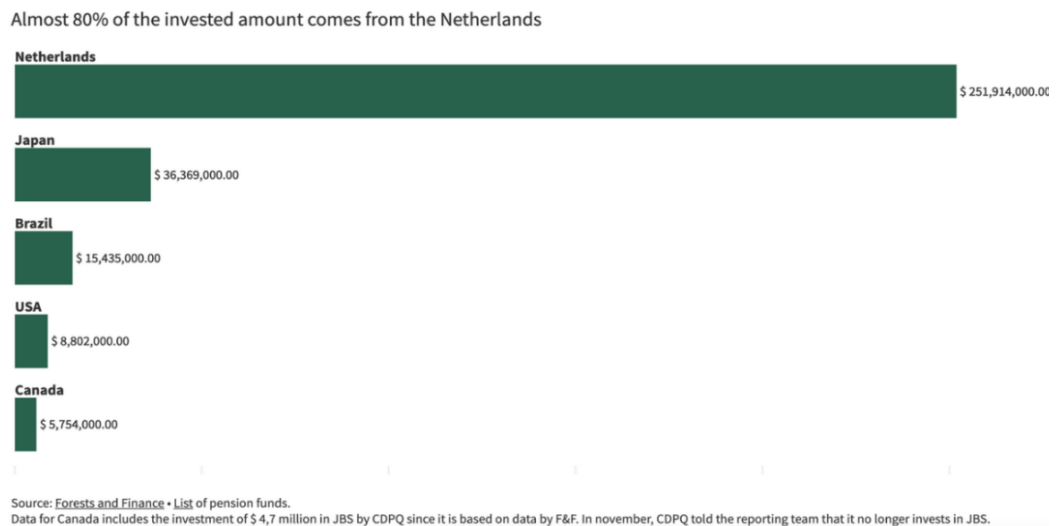 Almost 80% of the invested amount comes from the Netherlands
Netherlands
$ 251,914,000.00
Japan
$ 36,369,000.00
Brazil
$ 15,435,000.00
USA
$ 8,802,000.00
Canada
$ 5,754,000.00
Source: Forests and Finance • List of pension funds.
Data for Canada includes the investment of $ 4,7 million in JBS by CDPQ since it is based on data by F&F. In november, CDPQ told the reporting team that it no longer invests in JBS.